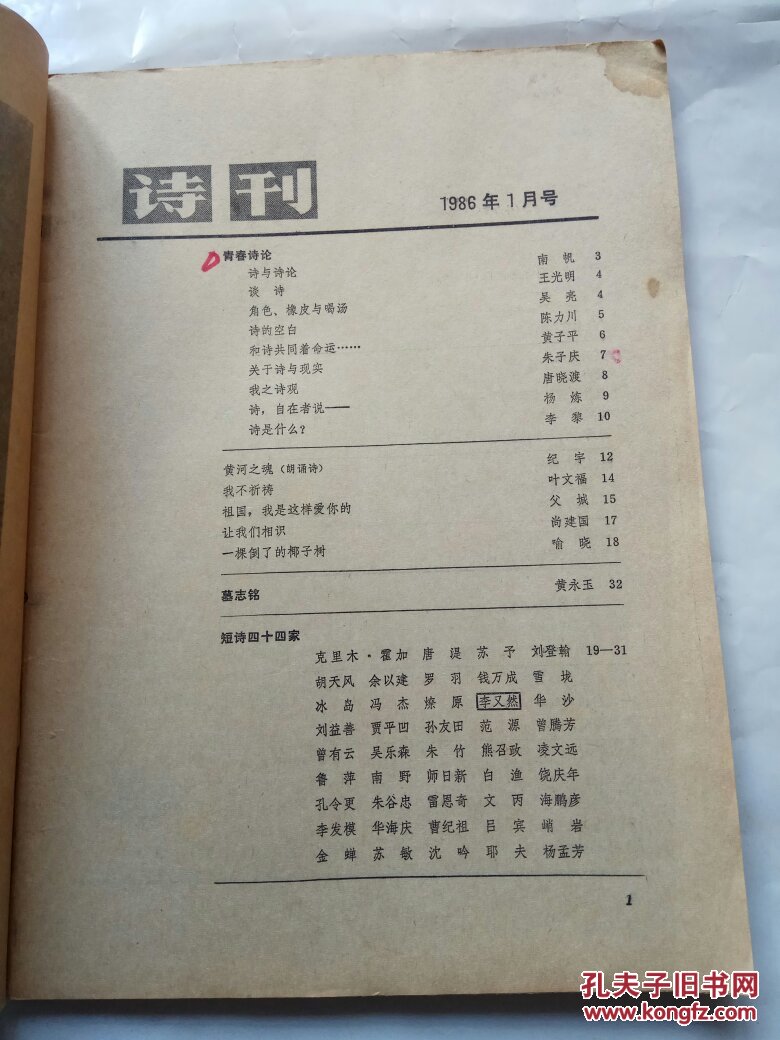 诗刊
1986年1月号
青春诗论
诗与诗论 南帆 3
谈诗 王光明 4
角色、橡皮与喝汤 吴亮 4
诗的空白 陈力川 5
和诗共同着命运…… 黄子平 6
关于诗与现实 朱子庆 7
我之诗观 唐晓渡 8
诗，自在者说—— 杨炼 9
诗是什么？ 李黎 10
黄河之魂（朗诵诗） 纪宇 12
我不祈祷 叶文福 14
祖国，我是这样爱你的 父城 15
让我们相识 尚建国 17
一棵倒了的椰子树 喻晓 18
墓志铭 黄永玉 32
短诗四十四家
克里木·霍加 唐湜 苏予 刘登翰 19—31
胡天风 余以建 罗羽 钱万成 雪垅
冰岛 冯杰 燎原 李又然 华沙
刘益善 贾平凹 孙友田 范源 曾腾芳
曾有云 吴乐森 朱竹 熊召政 凌文远
鲁萍 南野 师日新 白渔 饶庆年
孔令更 朱谷忠 雷恩奇 文丙 海鹏彦
李发模 华海庆 曹纪祖 吕宾 峭岩
金蝉 苏敏 沈吟 耶夫 杨孟芳
1
孔夫子旧书网
www.kongfz.com